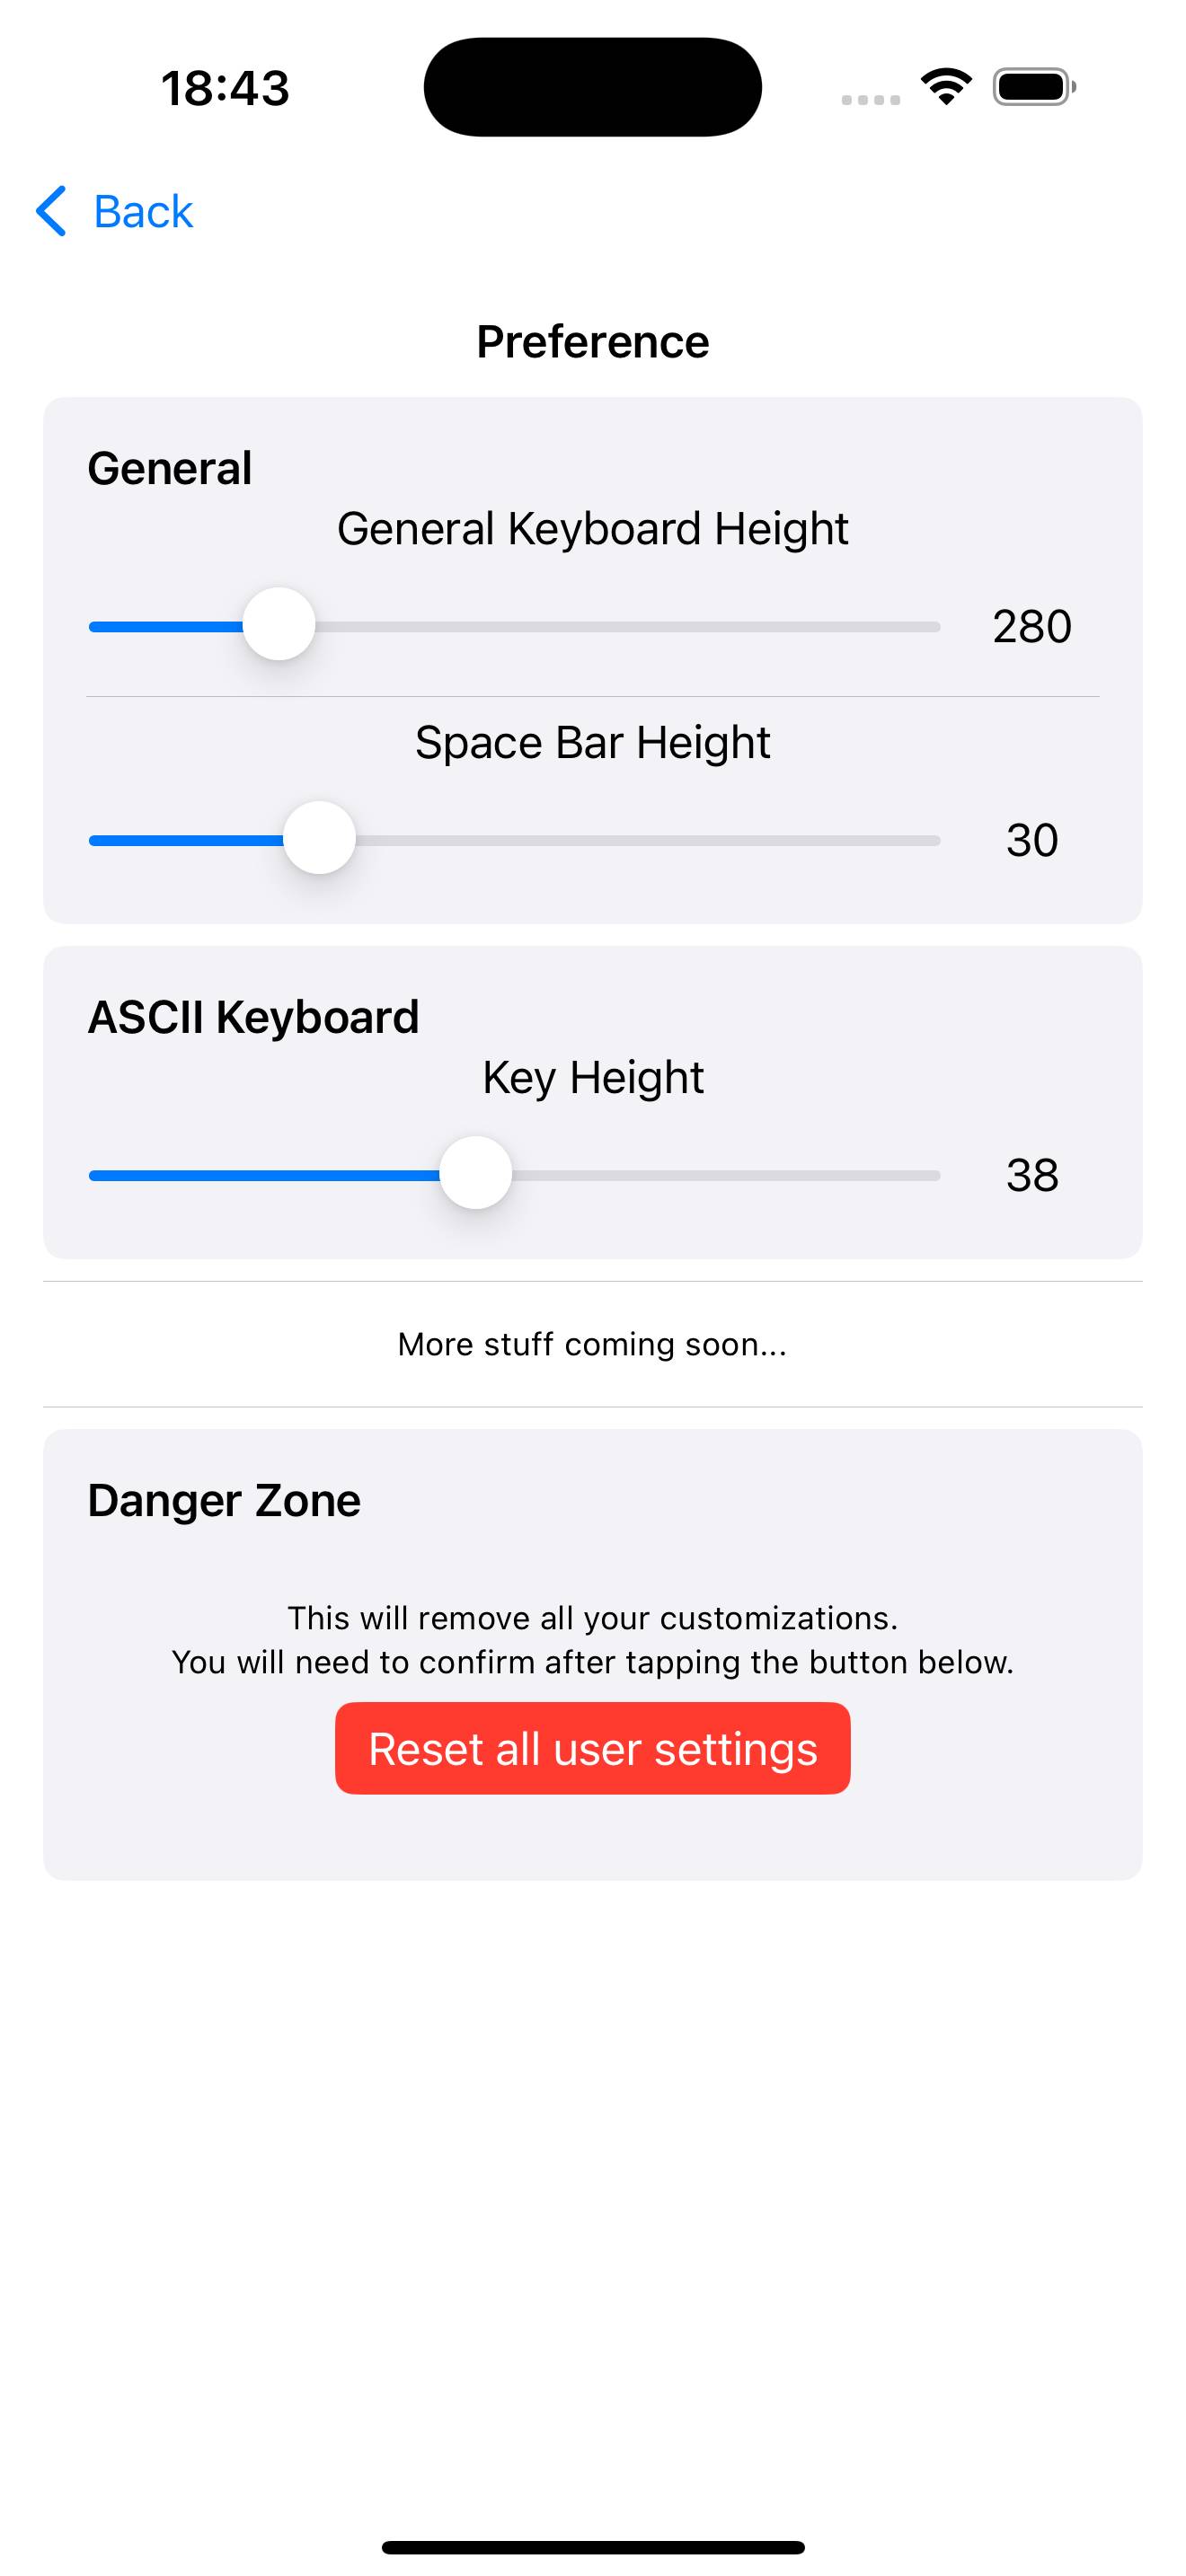 18:43
Back
Preference
General
General Keyboard Height
280
Space Bar Height
30
ASCII Keyboard
Key Height
38
More stuff coming soon...
Danger Zone
This will remove all your customizations.
You will need to confirm after tapping the button below.
Reset all user settings